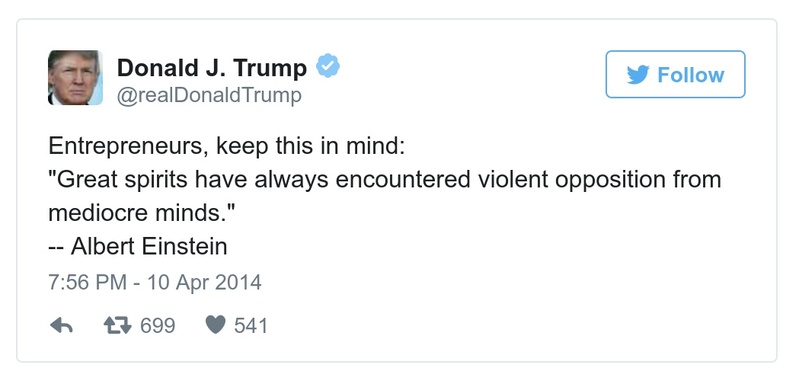 Donald J. Trump
@realDonaldTrump
Follow
Entrepreneurs, keep this in mind:
"Great spirits have always encountered violent opposition from
mediocre minds."
-- Albert Einstein
7:56 PM - 10 Apr 2014
699 541